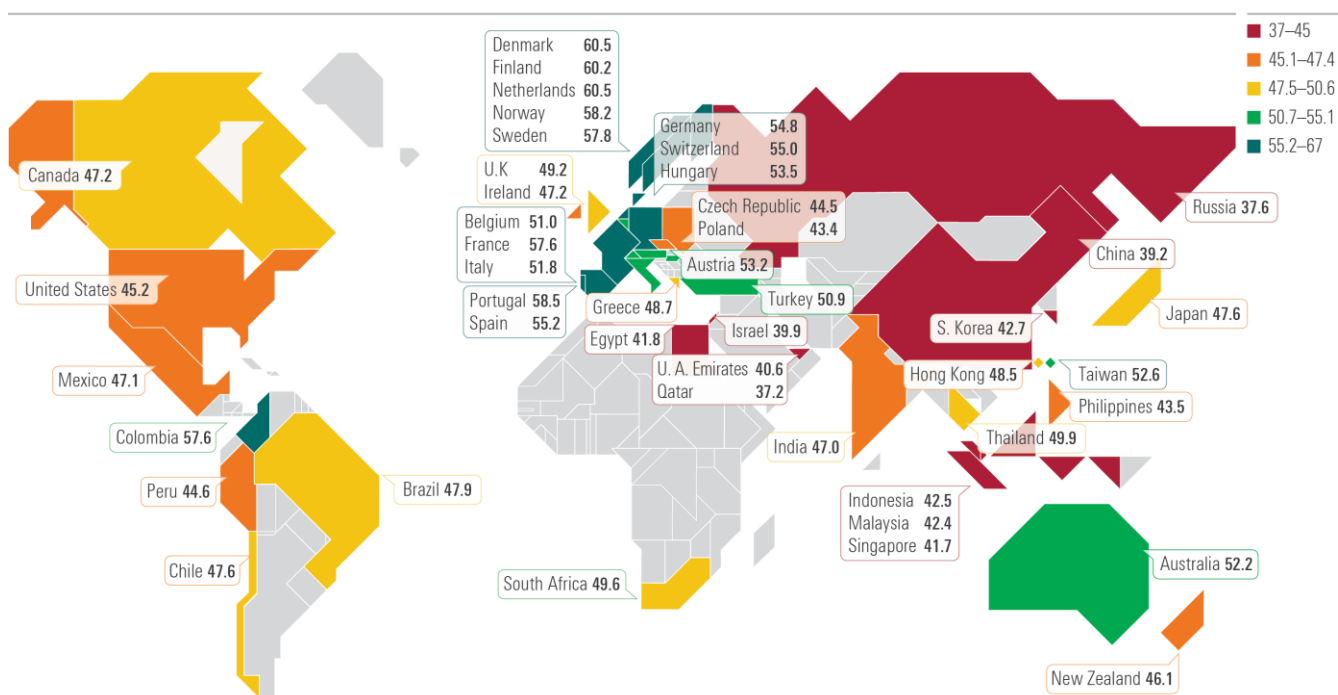 37–45
45.1–47.4
47.5–50.6
50.7–55.1
55.2–67
Denmark 60.5
Finland 60.2
Netherlands 60.5
Norway 58.2
Sweden 57.8
Germany 54.8
Switzerland 55.0
Hungary 53.5
Canada 47.2
U.K 49.2
Ireland 47.2
Czech Republic 44.5
Poland 43.4
Russia 37.6
Belgium 51.0
France 57.6
Italy 51.8
Austria 53.2
China 39.2
United States 45.2
Portugal 58.5
Spain 55.2
Greece 48.7
Turkey 50.9
Japan 47.6
Egypt 41.8
Israel 39.9
S. Korea 42.7
Mexico 47.1
U. A. Emirates 40.6
Qatar 37.2
Hong Kong 48.5
Taiwan 52.6
Philippines 43.5
Colombia 57.6
India 47.0
Thailand 49.9
Peru 44.6
Brazil 47.9
Indonesia 42.5
Malaysia 42.4
Singapore 41.7
Chile 47.6
South Africa 49.6
Australia 52.2
New Zealand 46.1